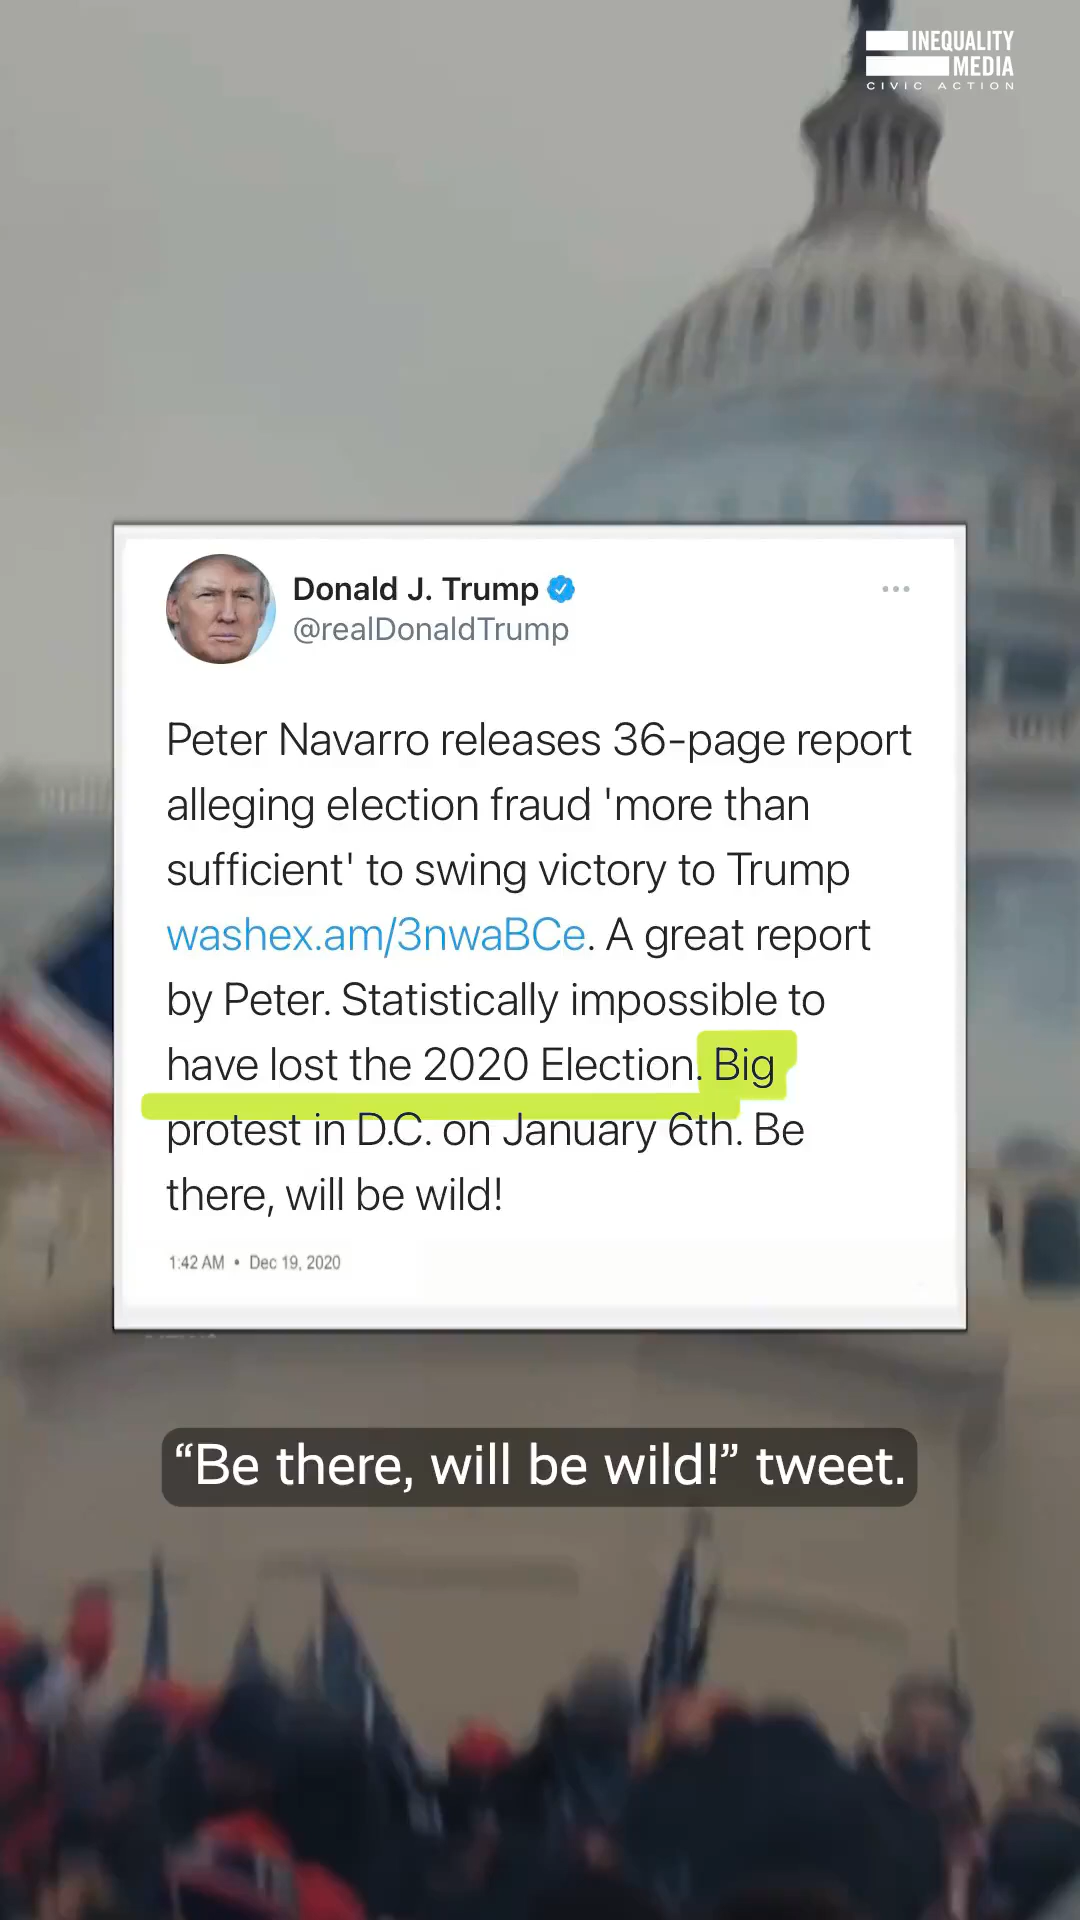 INEQUALITY
MEDIA
CIVIC ACTION
Donald J. Trump
@realDonaldTrump
Peter Navarro releases 36-page report
alleging election fraud 'more than
sufficient' to swing victory to Trump
washex.am/3nwaBCe. A great report
by Peter. Statistically impossible to
have lost the 2020 Election. Big
protest in D.C. on January 6th. Be
there, will be wild!
1:42 AM • Dec 19, 2020
“Be there, will be wild!” tweet.